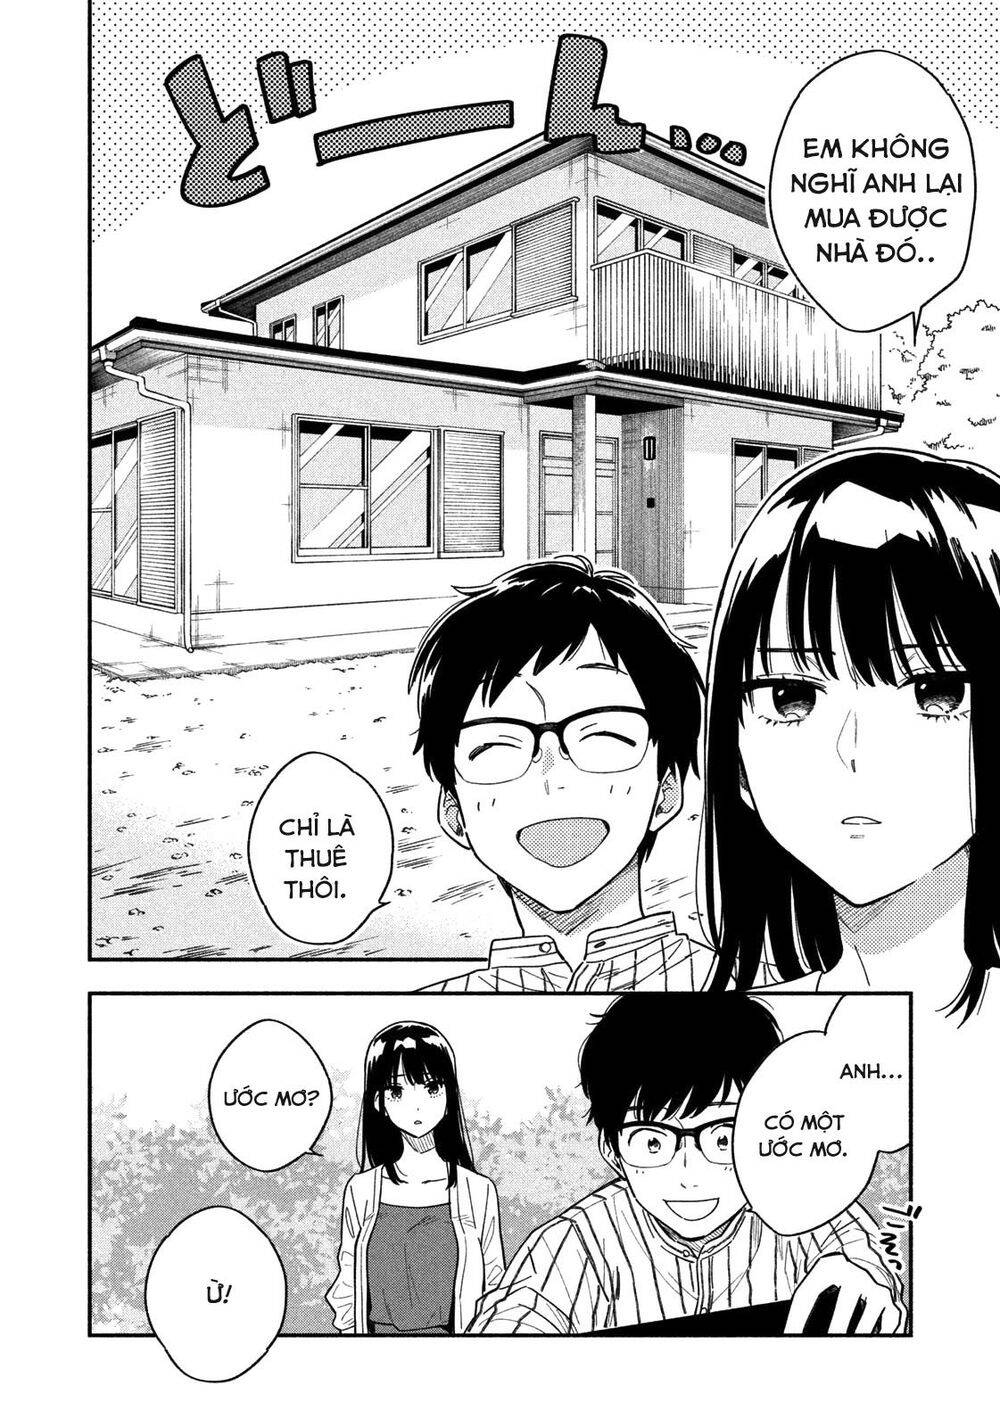 どーん…
EM KHÔNG
NGHĨ ANH LẠI
MUA ĐƯỢC
NHÀ ĐÓ..
CHỈ LÀ
THUÊ
THÔI.
ANH...
CÓ MỘT
ƯỚC MƠ.
ƯỚC MƠ?
Ừ!